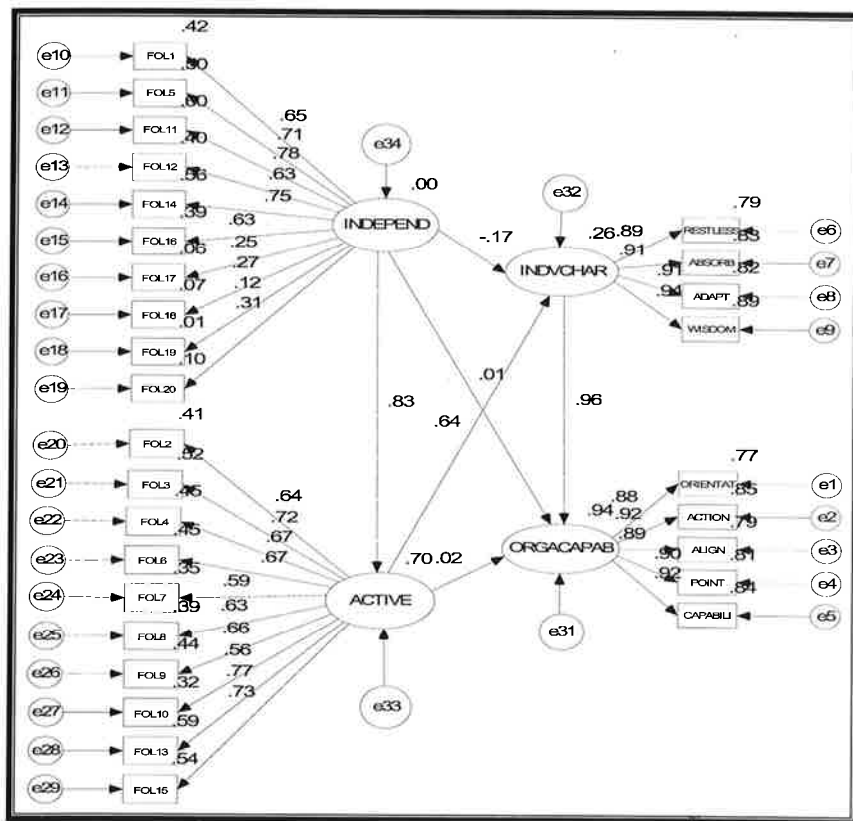 .42
e10 FOL1
.50
e11 FOL5
.60
e12 FOL11
.40
e13 FOL12
.56
e14 FOL14
.39
e15 FOL16
.06
e16 FOL17
.07
e17 FOL18
.01
e18 FOL19
.10
e19 FOL20
.65
.71
.78
.63
.75
.63
.25
.27
.12
.31
e34
.00
INDEPEND
-.17
e32
.26
INDVCHAR
.89
.91
.91
.94
.79
RESTLESS e6
.83
ABSORB e7
.82
ADAPT e8
.89
WISDOM e9
.83
.01
.64
.96
.41
e20 FOL2
.52
e21 FOL3
.45
e22 FOL4
.45
e23 FOL6
.35
e24 FOL7
.39
e25 FOL8
.44
e26 FOL9
.32
e27 FOL10
.59
e28 FOL13
.54
e29 FOL15
.64
.72
.67
.67
.59
.63
.66
.56
.77
.73
.70
ACTIVE
e33
.02
.94
ORGACAPAB
e31
.88
.92
.89
.90
.92
.77
ORIENTAT e1
.85
ACTION e2
.79
ALIGN e3
.81
POINT e4
.84
CAPABILI e5